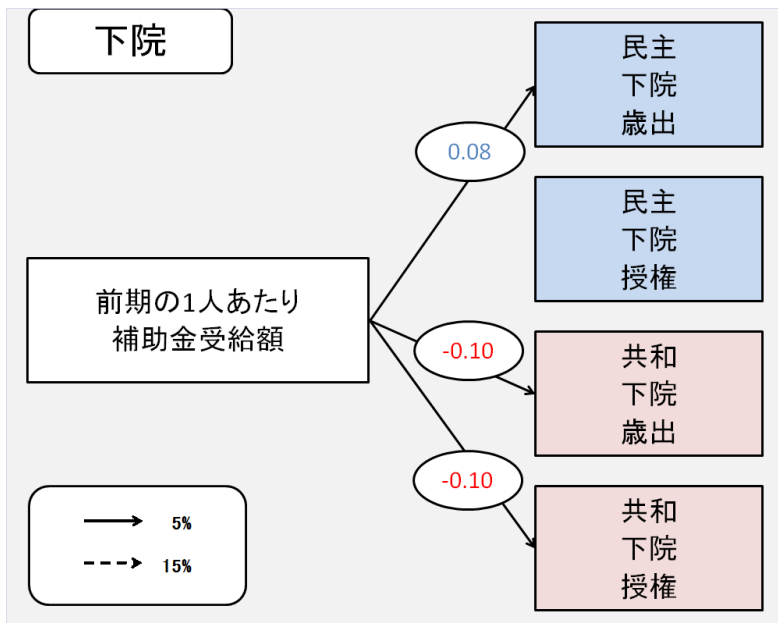 下院
民主
下院
歳出
0.08
民主
下院
授権
前期の1人あたり
補助金受給額
-0.10
共和
下院
歳出
-0.10
共和
下院
授権
5%
15%